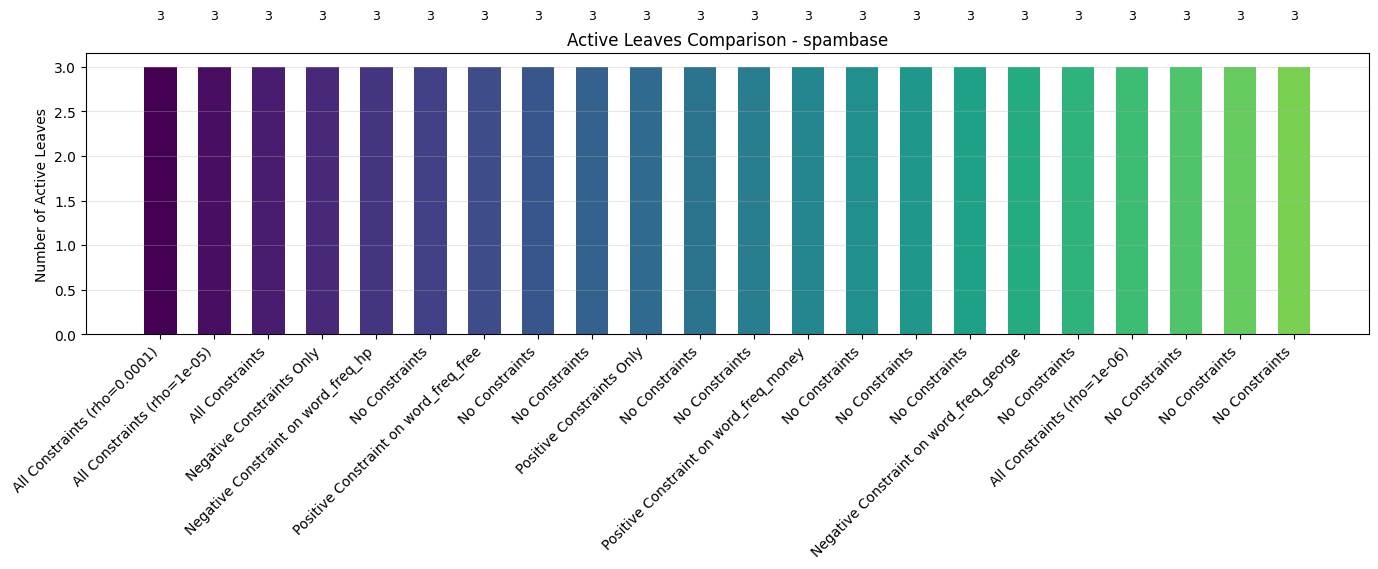 3 3 3 3 3 3 3 3 3 3 3 3 3 3 3 3 3 3 3 3 3 3
Active Leaves Comparison - spambase
Number of Active Leaves
3.0
2.5
2.0
1.5
1.0
0.5
0.0
All Constraints (rho=0.0001)
All Constraints (rho=1e-05)
All Constraints
Negative Constraints Only
Negative Constraint on word_freq_hp
No Constraints
Positive Constraint on word_freq_free
No Constraints
No Constraints
Positive Constraints Only
No Constraints
No Constraints
Positive Constraint on word_freq_money
No Constraints
No Constraints
No Constraints
Negative Constraint on word_freq_george
No Constraints
All Constraints (rho=1e-06)
No Constraints
No Constraints
No Constraints